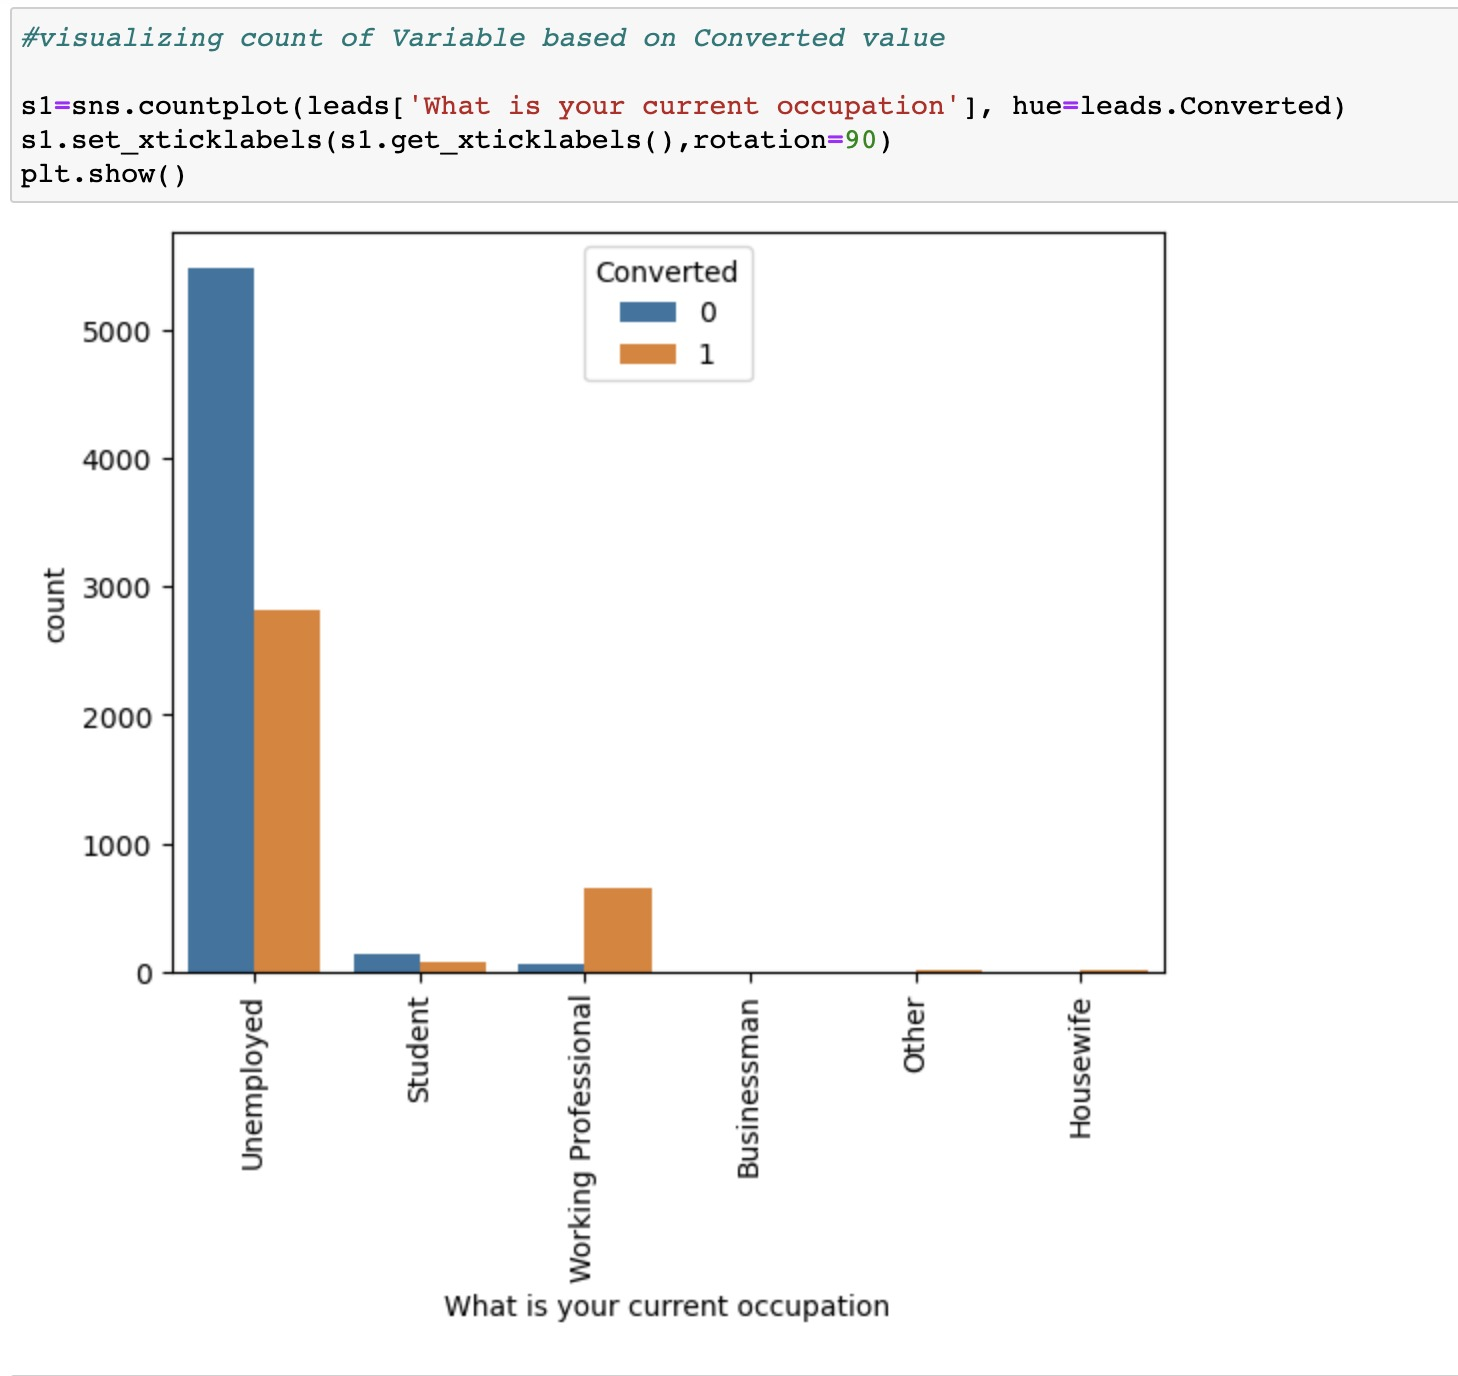 #visualizing count of Variable based on Converted value
s1=sns.countplot(leads['What is your current occupation'], hue=leads.Converted)
s1.set_xticklabels(s1.get_xticklabels(),rotation=90)
plt.show()
Converted
0
1
5000
4000
3000
2000
1000
0
count
Unemployed
Student
Working Professional
Businessman
Other
Housewife
What is your current occupation